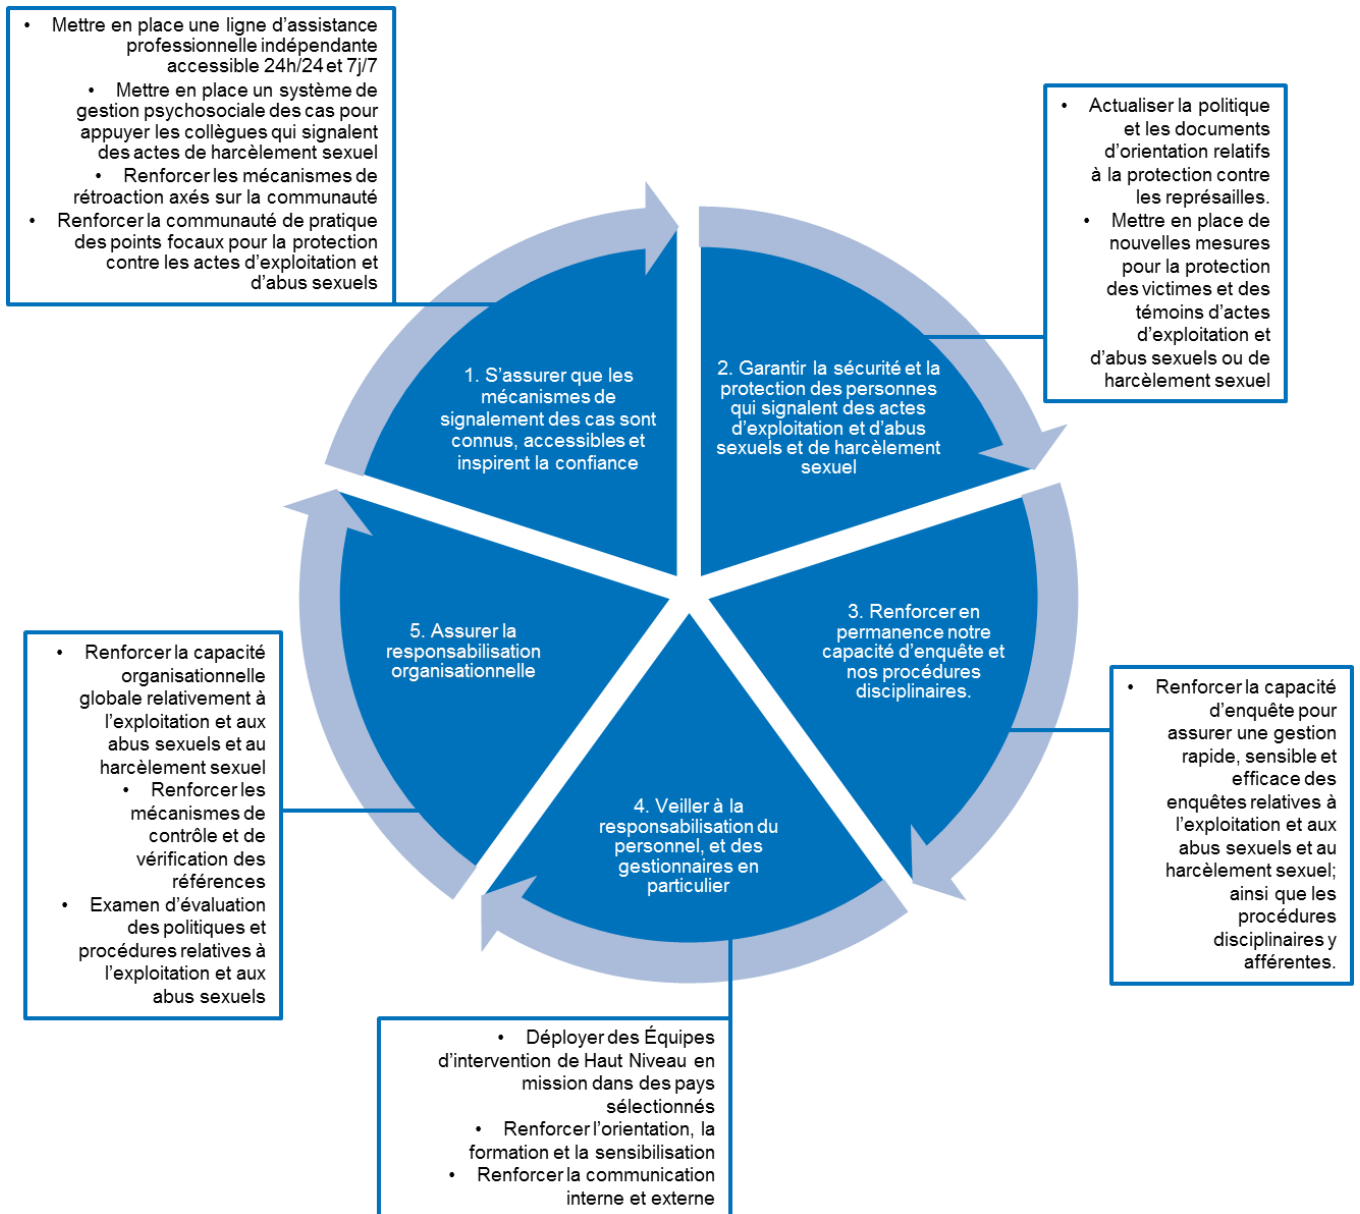 • Mettre en place une ligne d’assistance
professionnelle indépendante
accessible 24h/24 et 7j/7
• Mettre en place un système de
gestion psychosociale des cas pour
appuyer les collègues qui signalent
des actes de harcèlement sexuel
• Renforcer les mécanismes de
rétroaction axés sur la communauté
• Renforcer la communauté de pratique
des points focaux pour la protection
contre les actes d’exploitation et
d’abus sexuels
• Actualiser la politique
et les documents
d’orientation relatifs
à la protection contre
les représailles.
• Mettre en place de
nouvelles mesures
pour la protection
des victimes et des
témoins d’actes
d’exploitation et
d’abus sexuels ou de
harcèlement sexuel
1. S’assurer que les
mécanismes de
signalement des cas sont
connus, accessibles et
inspirent la confiance
2. Garantir la sécurité et la
protection des personnes
qui signalent des actes
d’exploitation et d’abus
sexuels et de harcèlement
sexuel
3. Renforcer en
permanence notre
capacité d’enquête et
nos procédures
disciplinaires.
4. Veiller à la
responsabilisation du
personnel, et des
gestionnaires en
particulier
5. Assurer la
responsabilisation
organisationnelle
• Renforcer la capacité
organisationnelle
globale relativement à
l’exploitation et aux
abus sexuels et au
harcèlement sexuel
• Renforcer les
mécanismes de
contrôle et de
vérification des
références
• Examen d’évaluation
des politiques et
procédures relatives à
l’exploitation et aux
abus sexuels
• Renforcer la capacité
d’enquête pour
assurer une gestion
rapide, sensible et
efficace des
enquêtes relatives à
l’exploitation et aux
abus sexuels et au
harcèlement sexuel;
ainsi que les
procédures
disciplinaires y
afférentes.
• Déployer des Équipes
d’intervention de Haut Niveau en
mission dans des pays
sélectionnés
• Renforcer l’orientation, la
formation et la sensibilisation
• Renforcer la communication
interne et externe